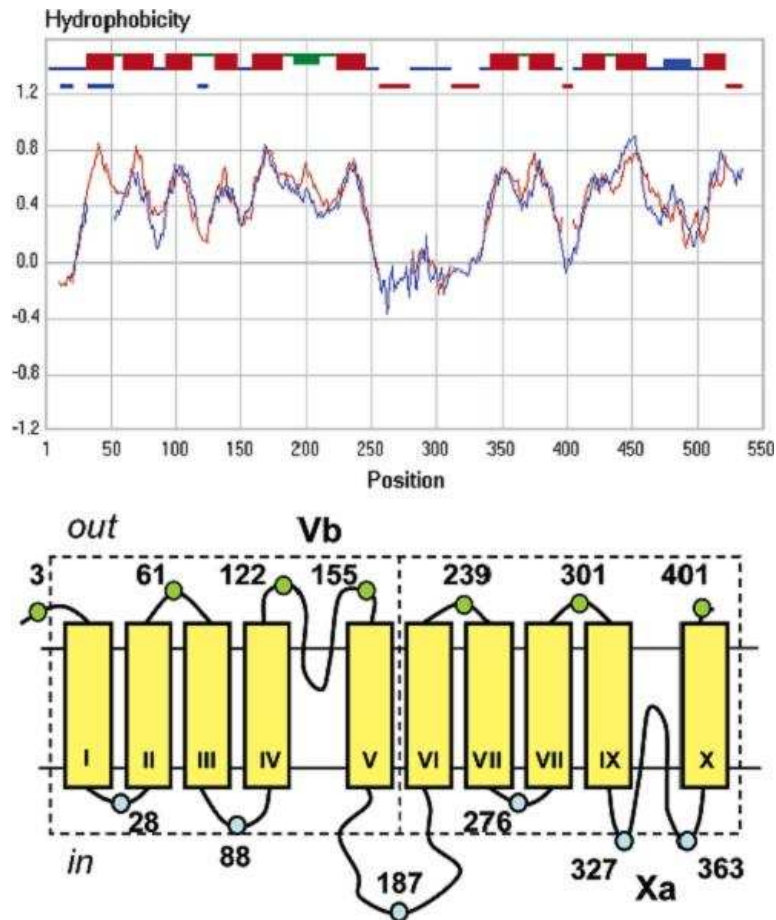 Hydrophobicity
1.2
0.8
0.4
0.0
-0.4
-0.8
-1.2
1 50 100 150 200 250 300 350 400 450 500 550
Position
out Vb
3 61 122 155 239 301 401
I II III IV V VI VII VII IX X
28 276
88 327 363
in 187 Xa